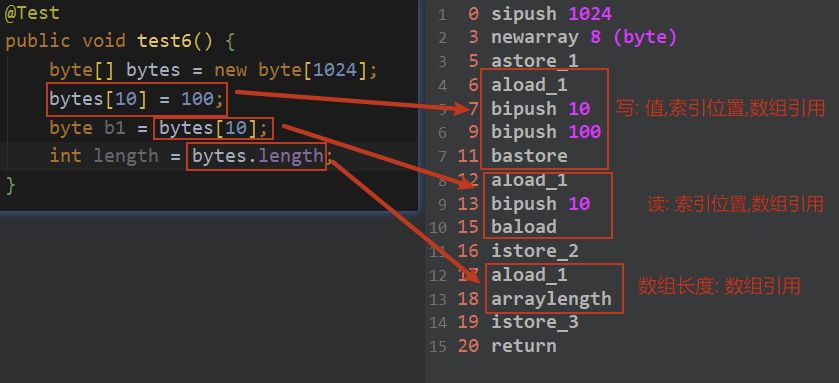 @Test
public void test6() {
byte[] bytes = new byte[1024];
bytes[10] = 100;
byte b1 = bytes[10];
int length = bytes.length;
}
1 0 sipush 1024
2 3 newarray 8 (byte)
3 5 astore_1
4 6 aload_1
5 7 bipush 10
6 9 bipush 100
7 11 bastore
8 12 aload_1
9 13 bipush 10
10 15 baload
11 16 istore_2
12 17 aload_1
13 18 arraylength
14 19 istore_3
15 20 return
写: 值,索引位置,数组引用
读: 索引位置,数组引用
数组长度: 数组引用